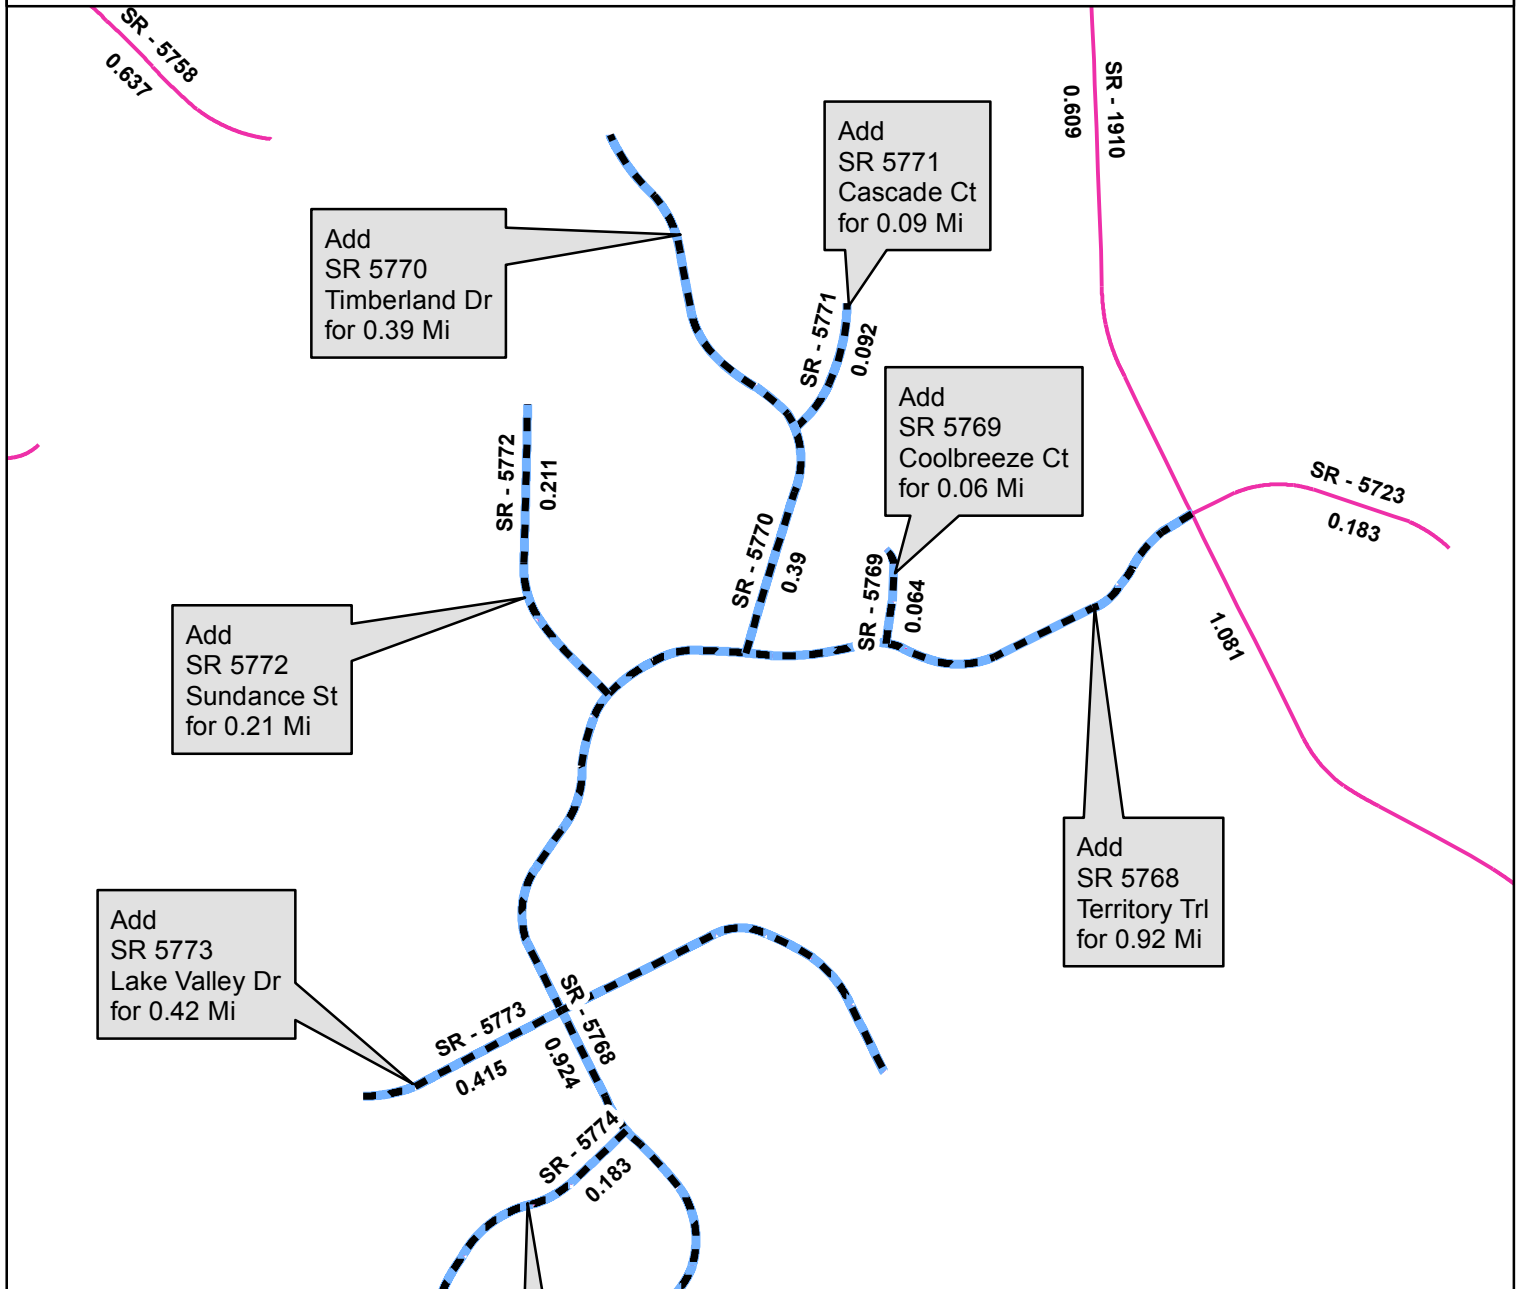 SR - 5758
0.637
SR - 1910
0.609
Add
SR 5771
Cascade Ct
for 0.09 Mi
Add
SR 5770
Timberland Dr
for 0.39 Mi
SR - 5771
0.092
Add
SR 5769
Coolbreeze Ct
for 0.06 Mi
SR - 5772
0.211
SR - 5723
0.183
SR - 5770
0.39
SR - 5769
0.064
Add
SR 5772
Sundance St
for 0.21 Mi
1.081
Add
SR 5768
Territory Trl
for 0.92 Mi
Add
SR 5773
Lake Valley Dr
for 0.42 Mi
SR - 5773
0.415
SR - 5768
0.924
SR - 5774
0.183